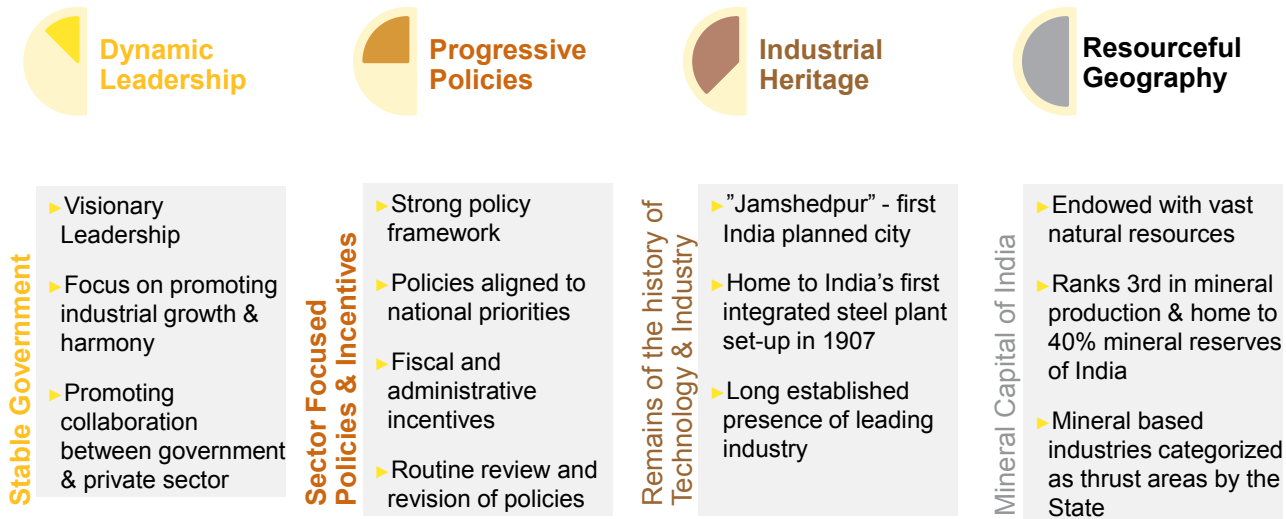 Dynamic
Leadership
Progressive
Policies
Industrial
Heritage
Resourceful
Geography
Stable Government
►Visionary
Leadership
►Focus on promoting
industrial growth &
harmony
►Promoting
collaboration
between government
& private sector
Sector Focused
Policies & Incentives
►Strong policy
framework
►Policies aligned to
national priorities
►Fiscal and
administrative
incentives
►Routine review and
revision of policies
Remains of the history of
Technology & Industry
►”Jamshedpur” - first
India planned city
►Home to India’s first
integrated steel plant
set-up in 1907
►Long established
presence of leading
industry
Mineral Capital of India
►Endowed with vast
natural resources
►Ranks 3rd in mineral
production & home to
40% mineral reserves
of India
►Mineral based
industries categorized
as thrust areas by the
State